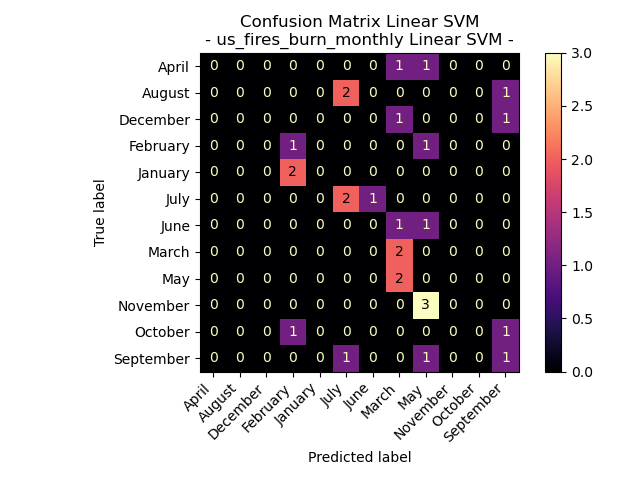 Confusion Matrix Linear SVM
- us_fires_burn_monthly Linear SVM -
True label
April 0 0 0 0 0 0 0 1 1 0 0 0
August 0 0 0 0 0 2 0 0 0 0 0 1
December 0 0 0 0 0 0 0 1 0 0 0 1
February 0 0 0 1 0 0 0 0 1 0 0 0
January 0 0 0 2 0 0 0 0 0 0 0 0
July 0 0 0 0 0 2 1 0 0 0 0 0
June 0 0 0 0 0 0 0 1 1 0 0 0
March 0 0 0 0 0 0 0 2 0 0 0 0
May 0 0 0 0 0 0 0 2 0 0 0 0
November 0 0 0 0 0 0 0 0 3 0 0 0
October 0 0 0 1 0 0 0 0 0 0 0 1
September 0 0 0 0 0 1 0 0 1 0 0 1
April
August
December
February
January
July
June
March
May
November
October
September
Predicted label
3.0
2.5
2.0
1.5
1.0
0.5
0.0